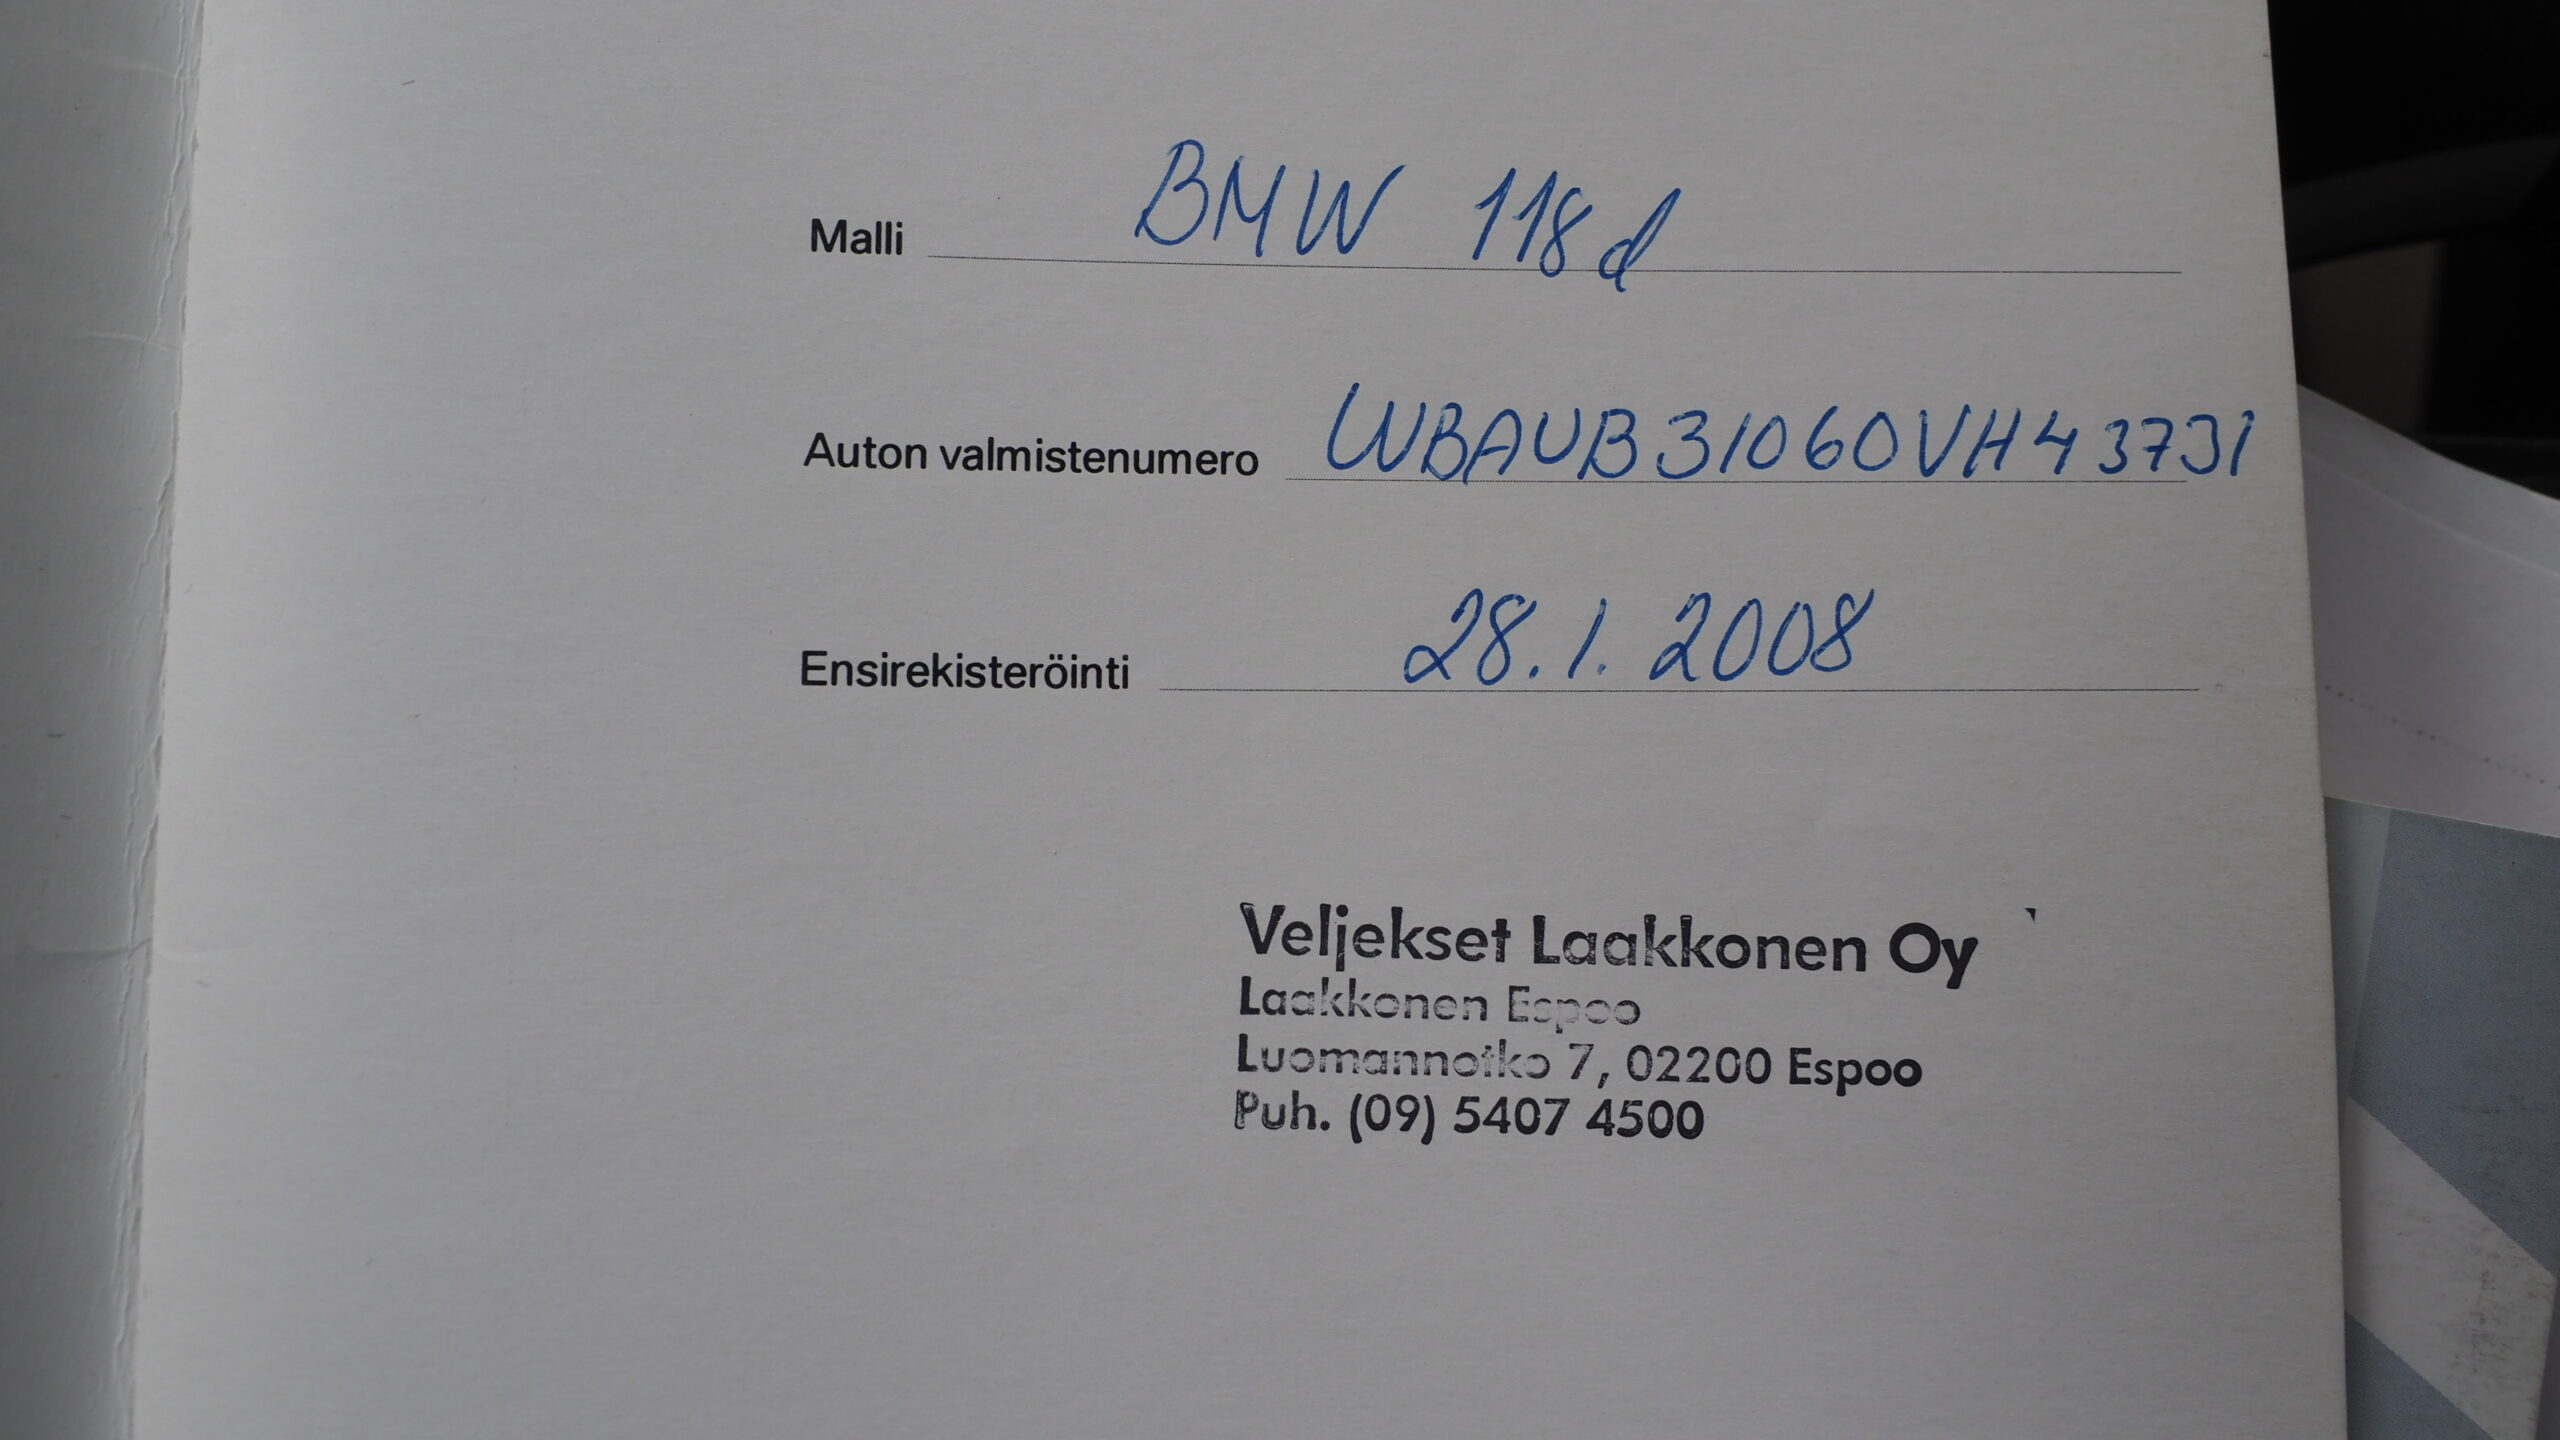 Malli BMW 118d
Auton valmistenumero WBAUB31060VH43731
Ensirekisteröinti 28.1.2008
Veljekset Laakkonen Oy
Laakkonen Espoo
Luomannotko 7, 02200 Espoo
Puh. (09) 5407 4500